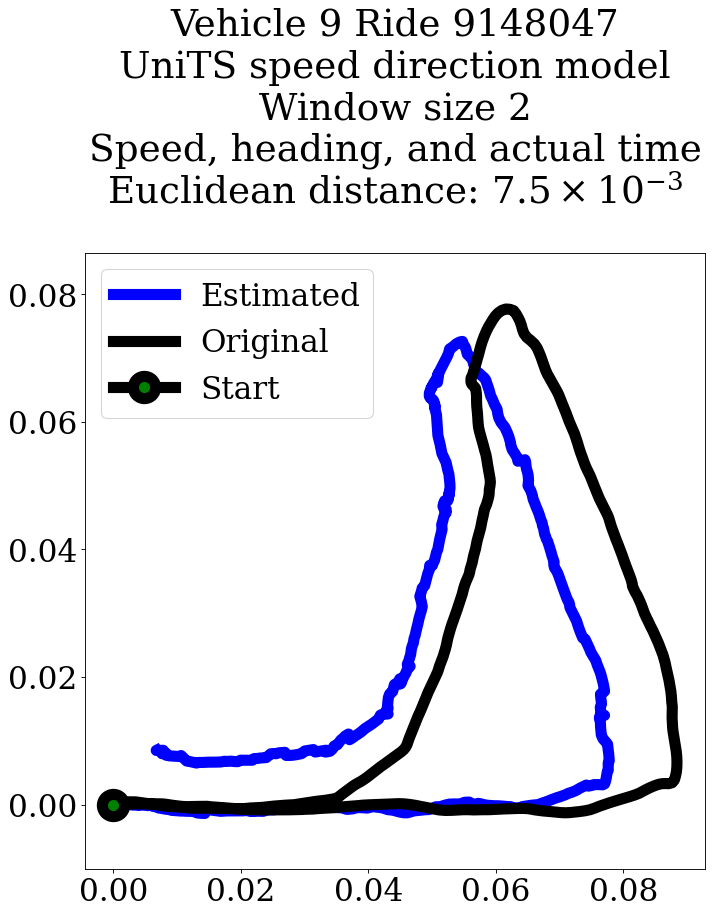 Vehicle 9 Ride 9148047
UniTS speed direction model
Window size 2
Speed, heading, and actual time
Euclidean distance: 7.5 × 10⁻³
Estimated
Original
Start
0.08
0.06
0.04
0.02
0.00
0.00 0.02 0.04 0.06 0.08